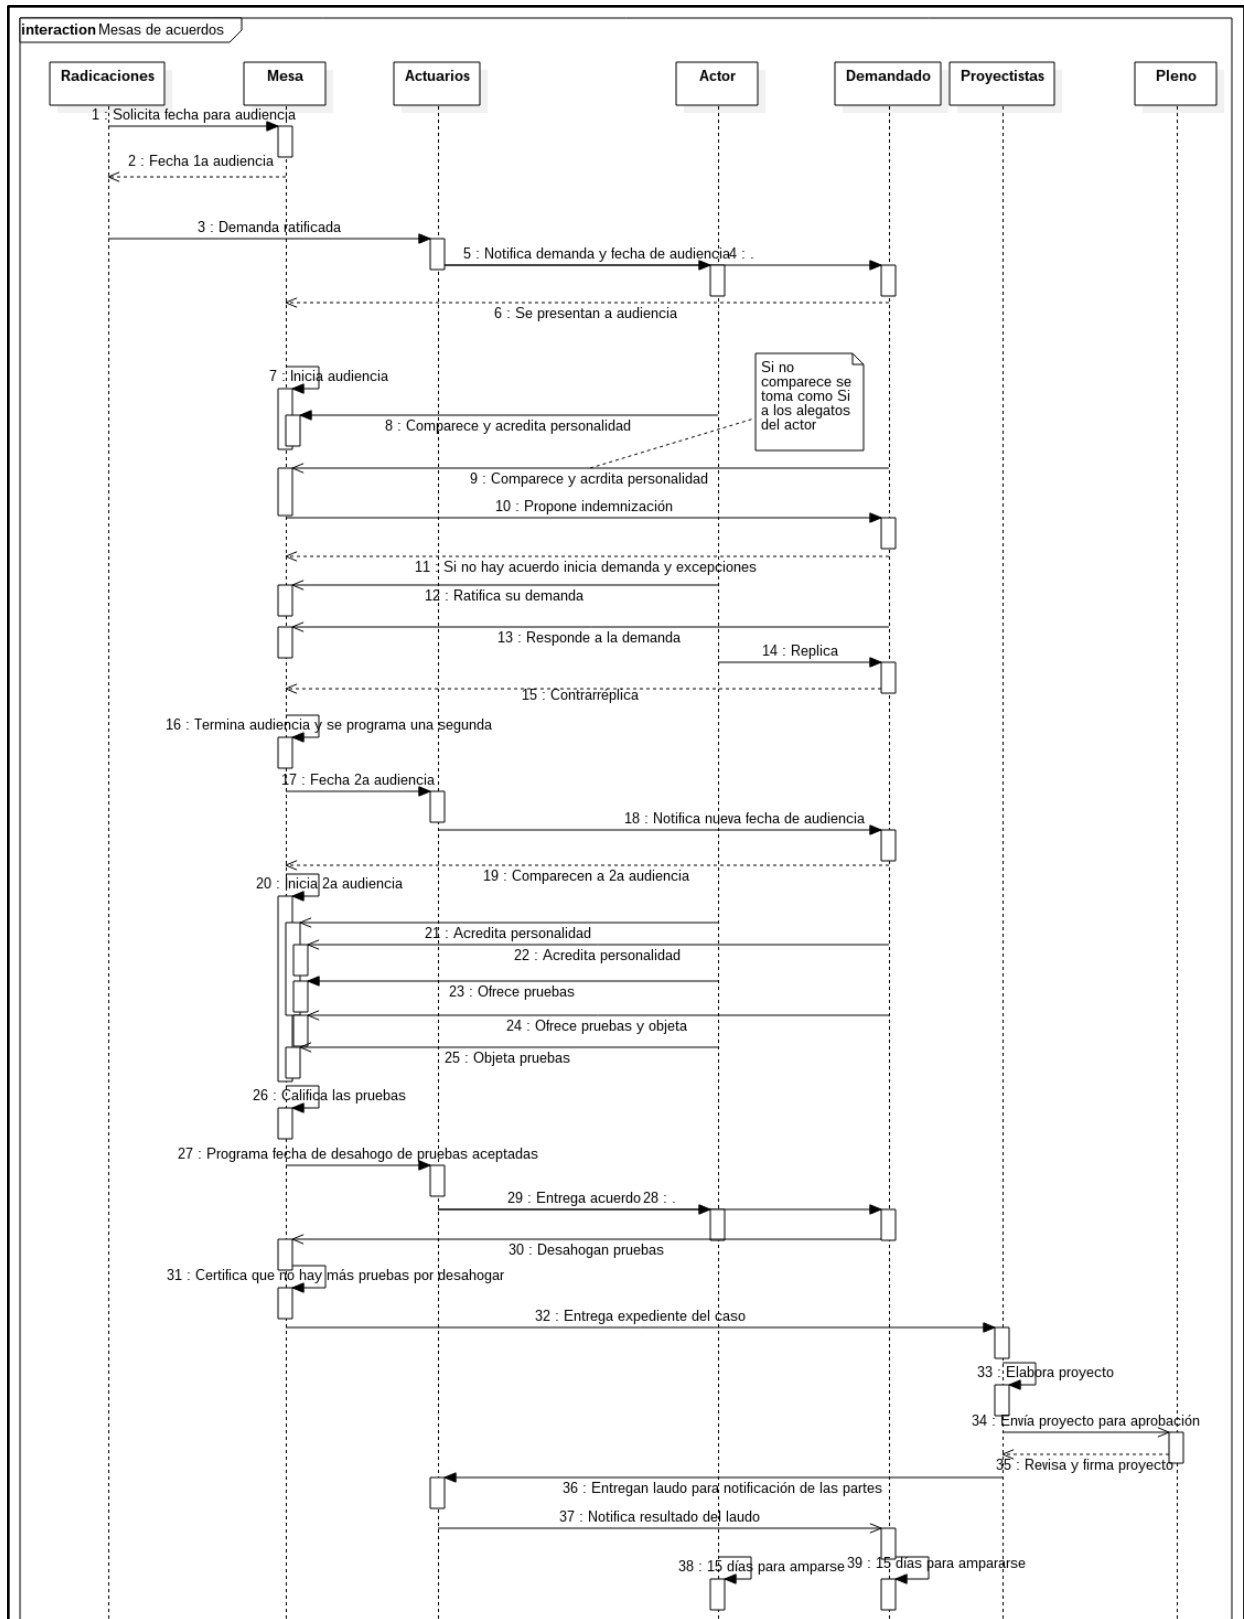 interaction Mesas de acuerdos
Radicaciones
Mesa
Actuarios
Actor
Demandado
Proyectistas
Pleno
1 : Solicita fecha para audiencia
2 : Fecha 1a audiencia
3 : Demanda ratificada
5 : Notifica demanda y fecha de audiencia
4 : .
6 : Se presentan a audiencia
Si no
comparece se
toma como Si
a los alegatos
del actor
7 : Inicia audiencia
8 : Comparece y acredita personalidad
9 : Comparece y acrdita personalidad
10 : Propone indemnización
11 : Si no hay acuerdo inicia demanda y excepciones
12 : Ratifica su demanda
13 : Responde a la demanda
14 : Replica
15 : Contrarreplica
16 : Termina audiencia y se programa una segunda
17 : Fecha 2a audiencia
18 : Notifica nueva fecha de audiencia
19 : Comparecen a 2a audiencia
20 : Inicia 2a audiencia
21 : Acredita personalidad
22 : Acredita personalidad
23 : Ofrece pruebas
24 : Ofrece pruebas y objeta
25 : Objeta pruebas
26 : Califica las pruebas
27 : Programa fecha de desahogo de pruebas aceptadas
29 : Entrega acuerdo
28 : .
30 : Desahogan pruebas
31 : Certifica que no hay más pruebas por desahogar
32 : Entrega expediente del caso
33 : Elabora proyecto
34 : Envía proyecto para aprobación
35 : Revisa y firma proyecto
36 : Entregan laudo para notificación de las partes
37 : Notifica resultado del laudo
38 : 15 días para amparse
39 : 15 días para ampararse